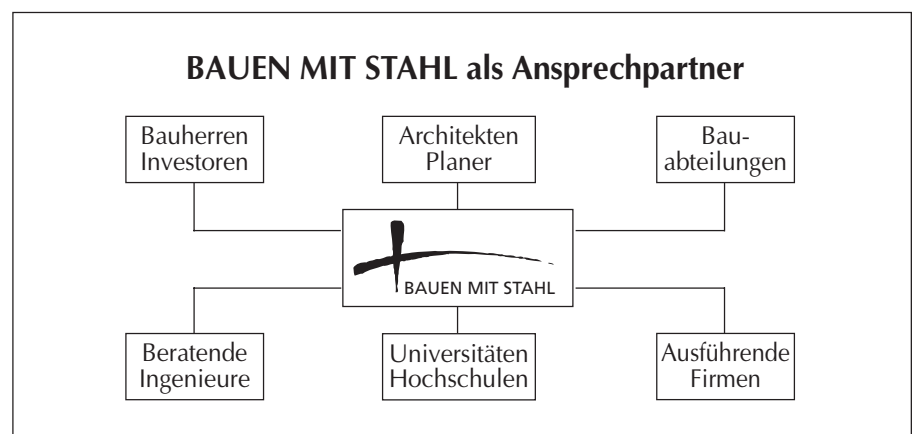 BAUEN MIT STAHL als Ansprechpartner
Bauherren
Investoren
Architekten
Planer
Bau-
abteilungen
BAUEN MIT STAHL
Beratende
Ingenieure
Universitäten
Hochschulen
Ausführende
Firmen